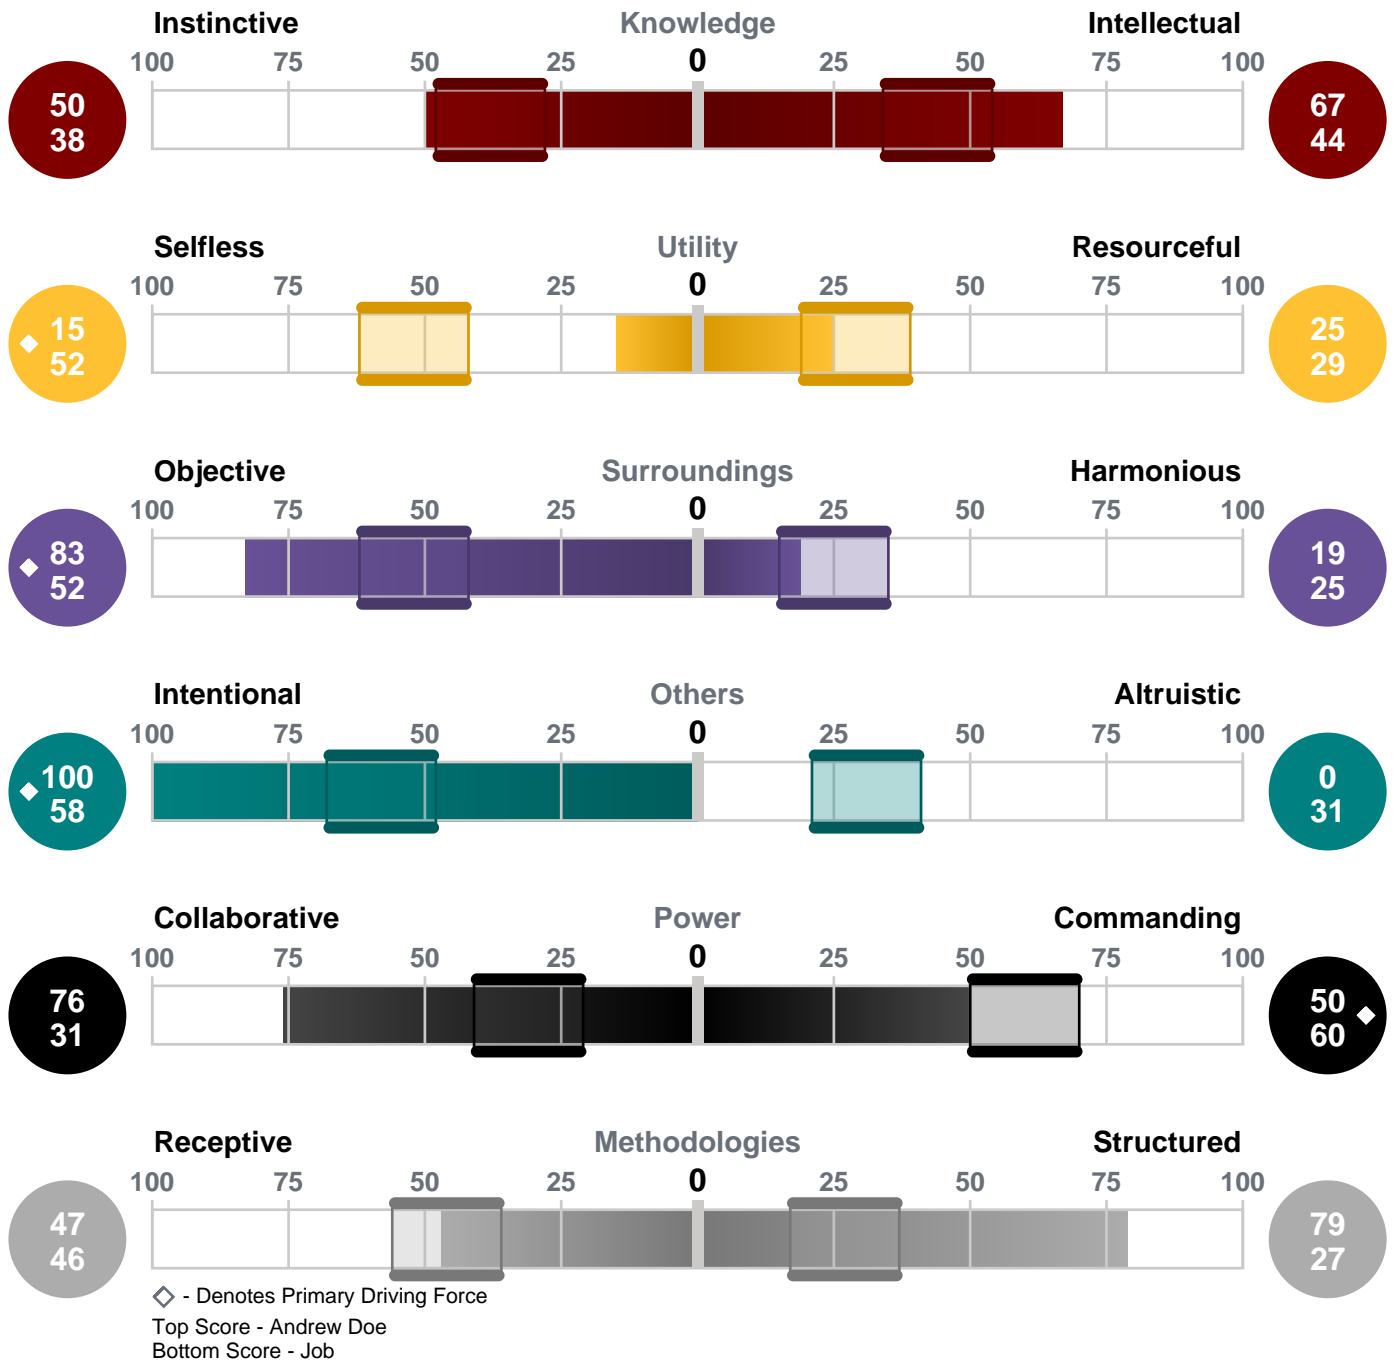 Instinctive Knowledge Intellectual
100 75 50 25 0 25 50 75 100
50 67
38 44
Selfless Utility Resourceful
100 75 50 25 0 25 50 75 100
15 25
52 29
Objective Surroundings Harmonious
100 75 50 25 0 25 50 75 100
83 19
52 25
Intentional Others Altruistic
100 75 50 25 0 25 50 75 100
100 0
58 31
Collaborative Power Commanding
100 75 50 25 0 25 50 75 100
76 50
31 60
Receptive Methodologies Structured
100 75 50 25 0 25 50 75 100
47 79
46 27
- Denotes Primary Driving Force
Top Score - Andrew Doe
Bottom Score - Job